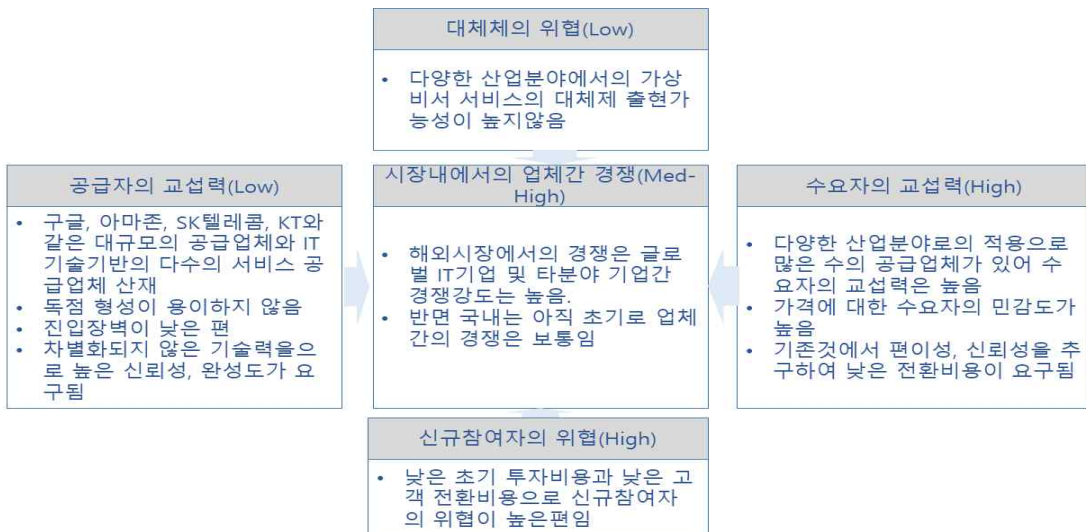 대체체의 위협(Low)
• 다양한 산업분야에서의 가상
비서 서비스의 대체제 출현가
능성이 높지않음
공급자의 교섭력(Low)
• 구글, 아마존, SK텔레콤, KT와
같은 대규모의 공급업체와 IT
기술기반의 다수의 서비스 공
급업체 산재
• 독점 형성이 용이하지 않음
• 진입장벽이 낮은 편
• 차별화되지 않은 기술력을으
로 높은 신뢰성, 완성도가 요
구됨
시장내에서의 업체간 경쟁(Med-
High)
• 해외시장에서의 경쟁은 글로
벌 IT기업 및 타분야 기업간
경쟁강도는 높음.
• 반면 국내는 아직 초기로 업체
간의 경쟁은 보통임
수요자의 교섭력(High)
• 다양한 산업분야로의 적용으로
많은 수의 공급업체가 있어 수
요자의 교섭력은 높음
• 가격에 대한 수요자의 민감도가
높음
• 기존것에서 편이성, 신뢰성을 추
구하여 낮은 전환비용이 요구됨
신규참여자의 위협(High)
• 낮은 초기 투자비용과 낮은 고
객 전환비용으로 신규참여자
의 위협이 높은편임